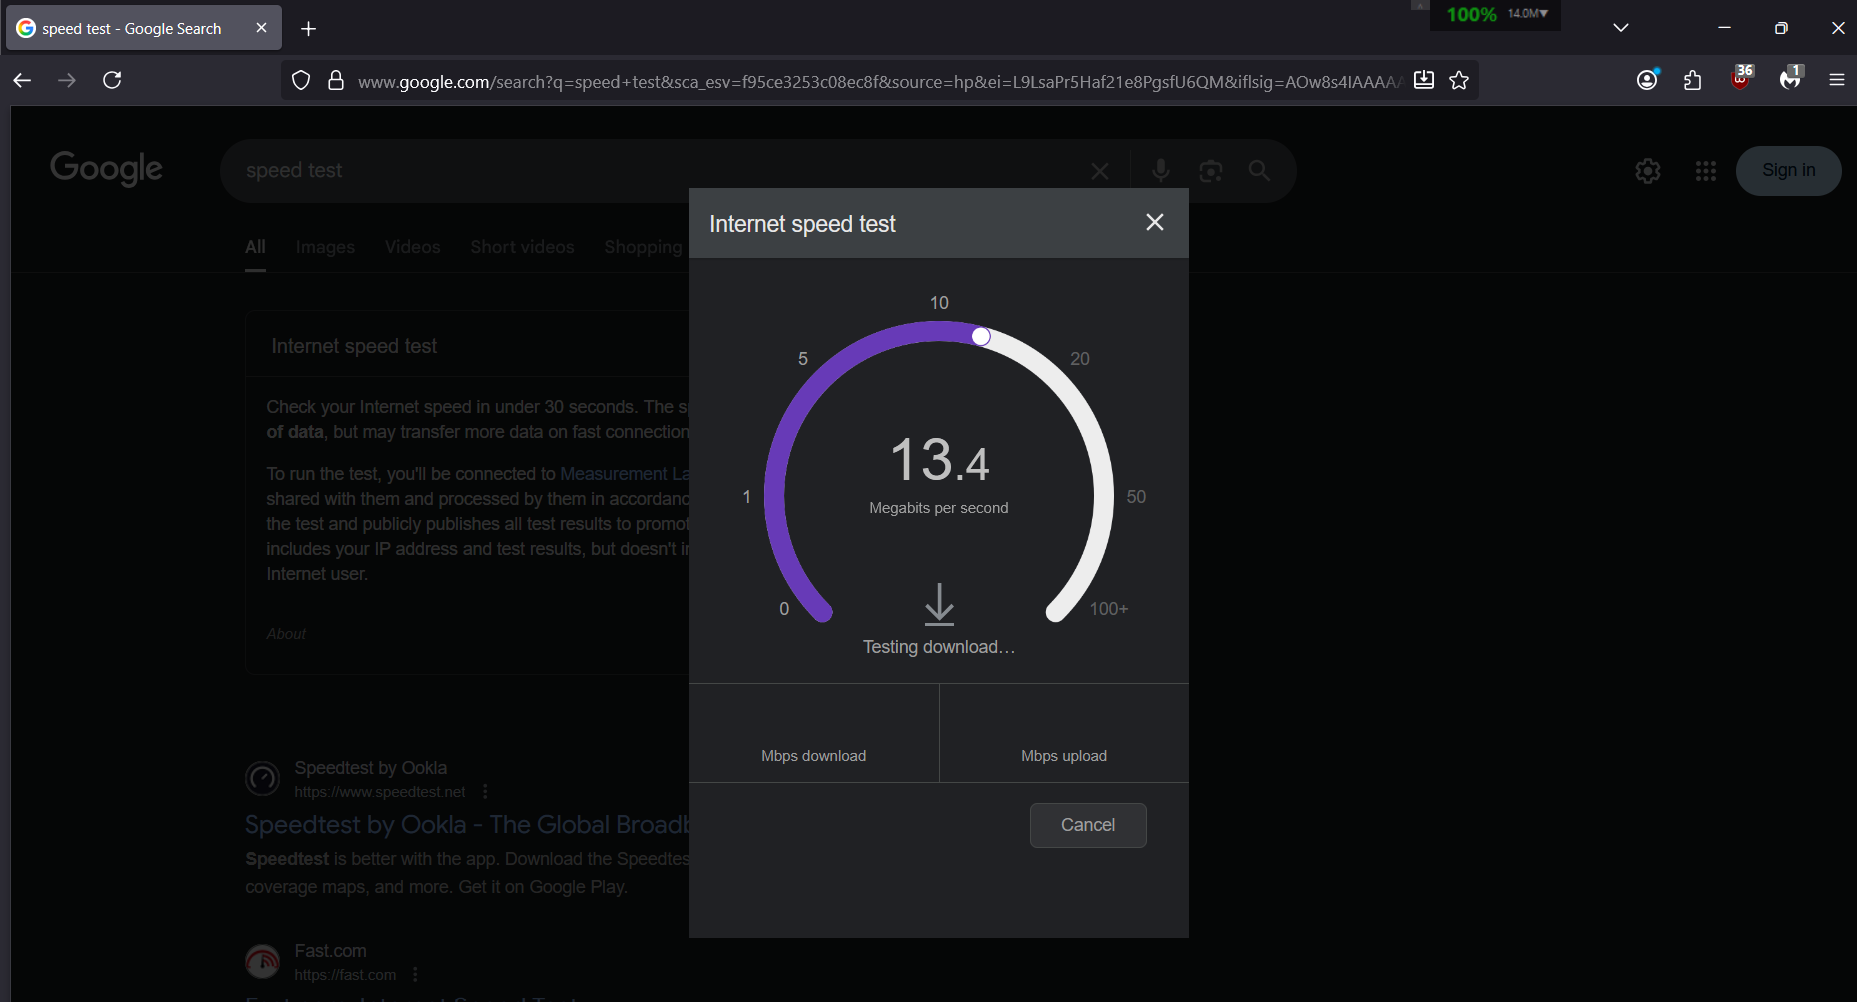 speed test - Google Search
100% 14.0M▼
www.google.com/search?q=speed+test&sca_esv=f95ce3253c08ec8f&source=hp&ei=L9LsaPr5Haf21e8PgsfU6QM&iflsig=AOw8s4IAAAAA
36
1
Google
speed test
Sign in
All Images Videos Short videos Shopping
Internet speed test
Check your Internet speed in under 30 seconds. The s
of data, but may transfer more data on fast connection
To run the test, you'll be connected to Measurement La
shared with them and processed by them in accordanc
the test and publicly publishes all test results to promot
includes your IP address and test results, but doesn't i
Internet user.
About
Speedtest by Ookla
https://www.speedtest.net
Speedtest by Ookla - The Global Broadb
Speedtest is better with the app. Download the Speedtes
coverage maps, and more. Get it on Google Play.
Fast.com
https://fast.com
Internet speed test
10
5
20
13.4
1
50
Megabits per second
0
100+
Testing download...
Mbps download
Mbps upload
Cancel